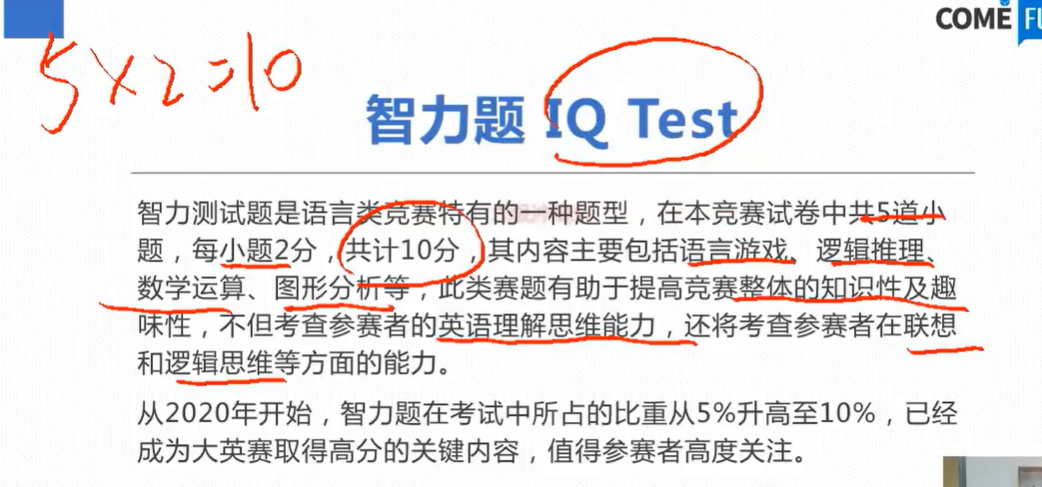 COME FU
5×2=10
智力题 IQ Test
智力测试题是语言类竞赛特有的一种题型，在本竞赛试卷中共5道小
题，每小题2分，共计10分，其内容主要包括语言游戏、逻辑推理、
数学运算、图形分析等，此类赛题有助于提高竞赛整体的知识性及趣
味性，不但考查参赛者的英语理解思维能力，还将考查参赛者在联想
和逻辑思维等方面的能力。
从2020年开始，智力题在考试中所占的比重从5%升高至10%，已经
成为大英赛取得高分的关键内容，值得参赛者高度关注。